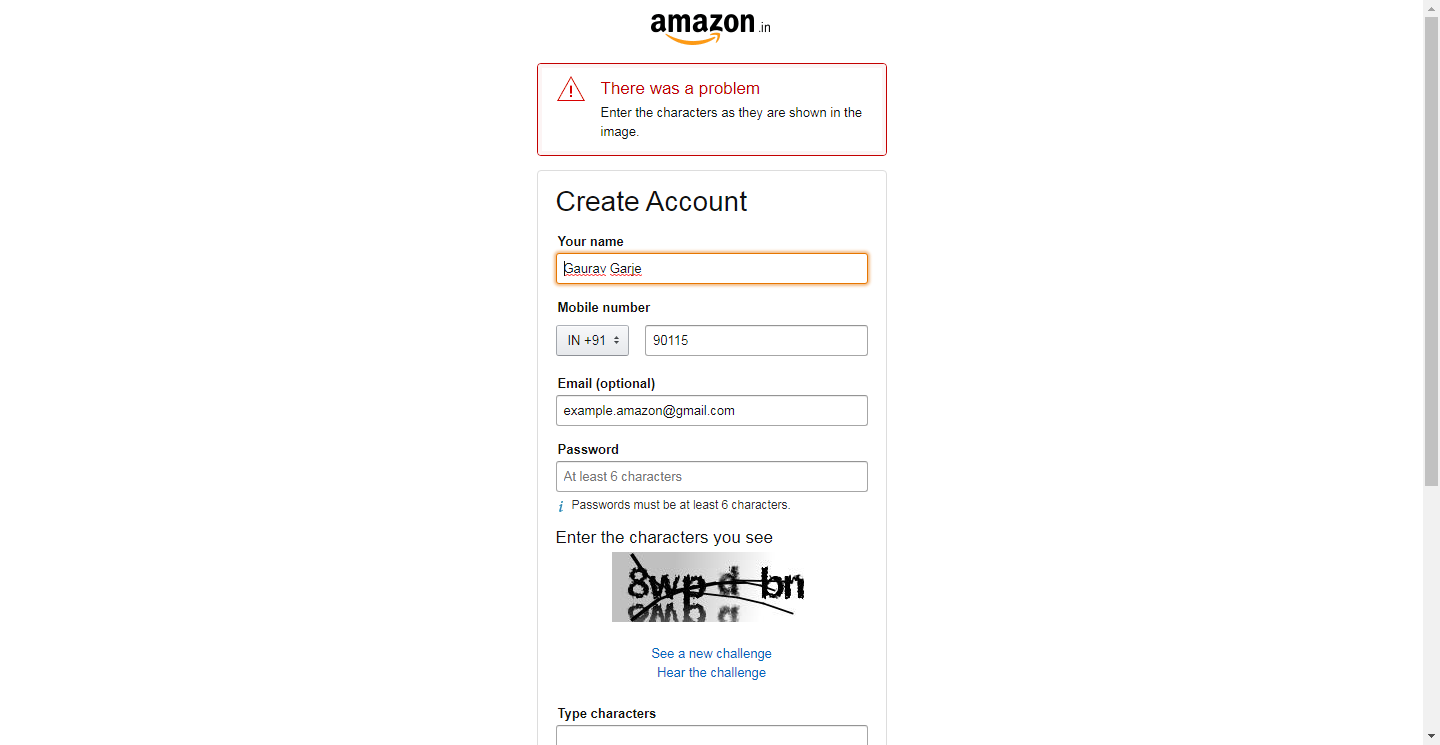 amazon.in
There was a problem
Enter the characters as they are shown in the
image.
Create Account
Your name
Gaurav Garje
Mobile number
IN +91
90115
Email (optional)
example.amazon@gmail.com
Password
At least 6 characters
i Passwords must be at least 6 characters.
Enter the characters you see
See a new challenge
Hear the challenge
Type characters